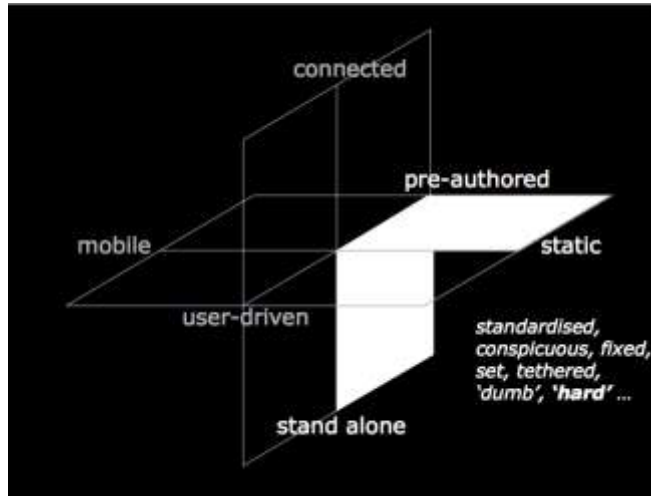 connected
pre-authored
mobile
static
user-driven
standardised,
conspicuous, fixed,
set, tethered,
‘dumb’, ‘hard’ ...
stand alone